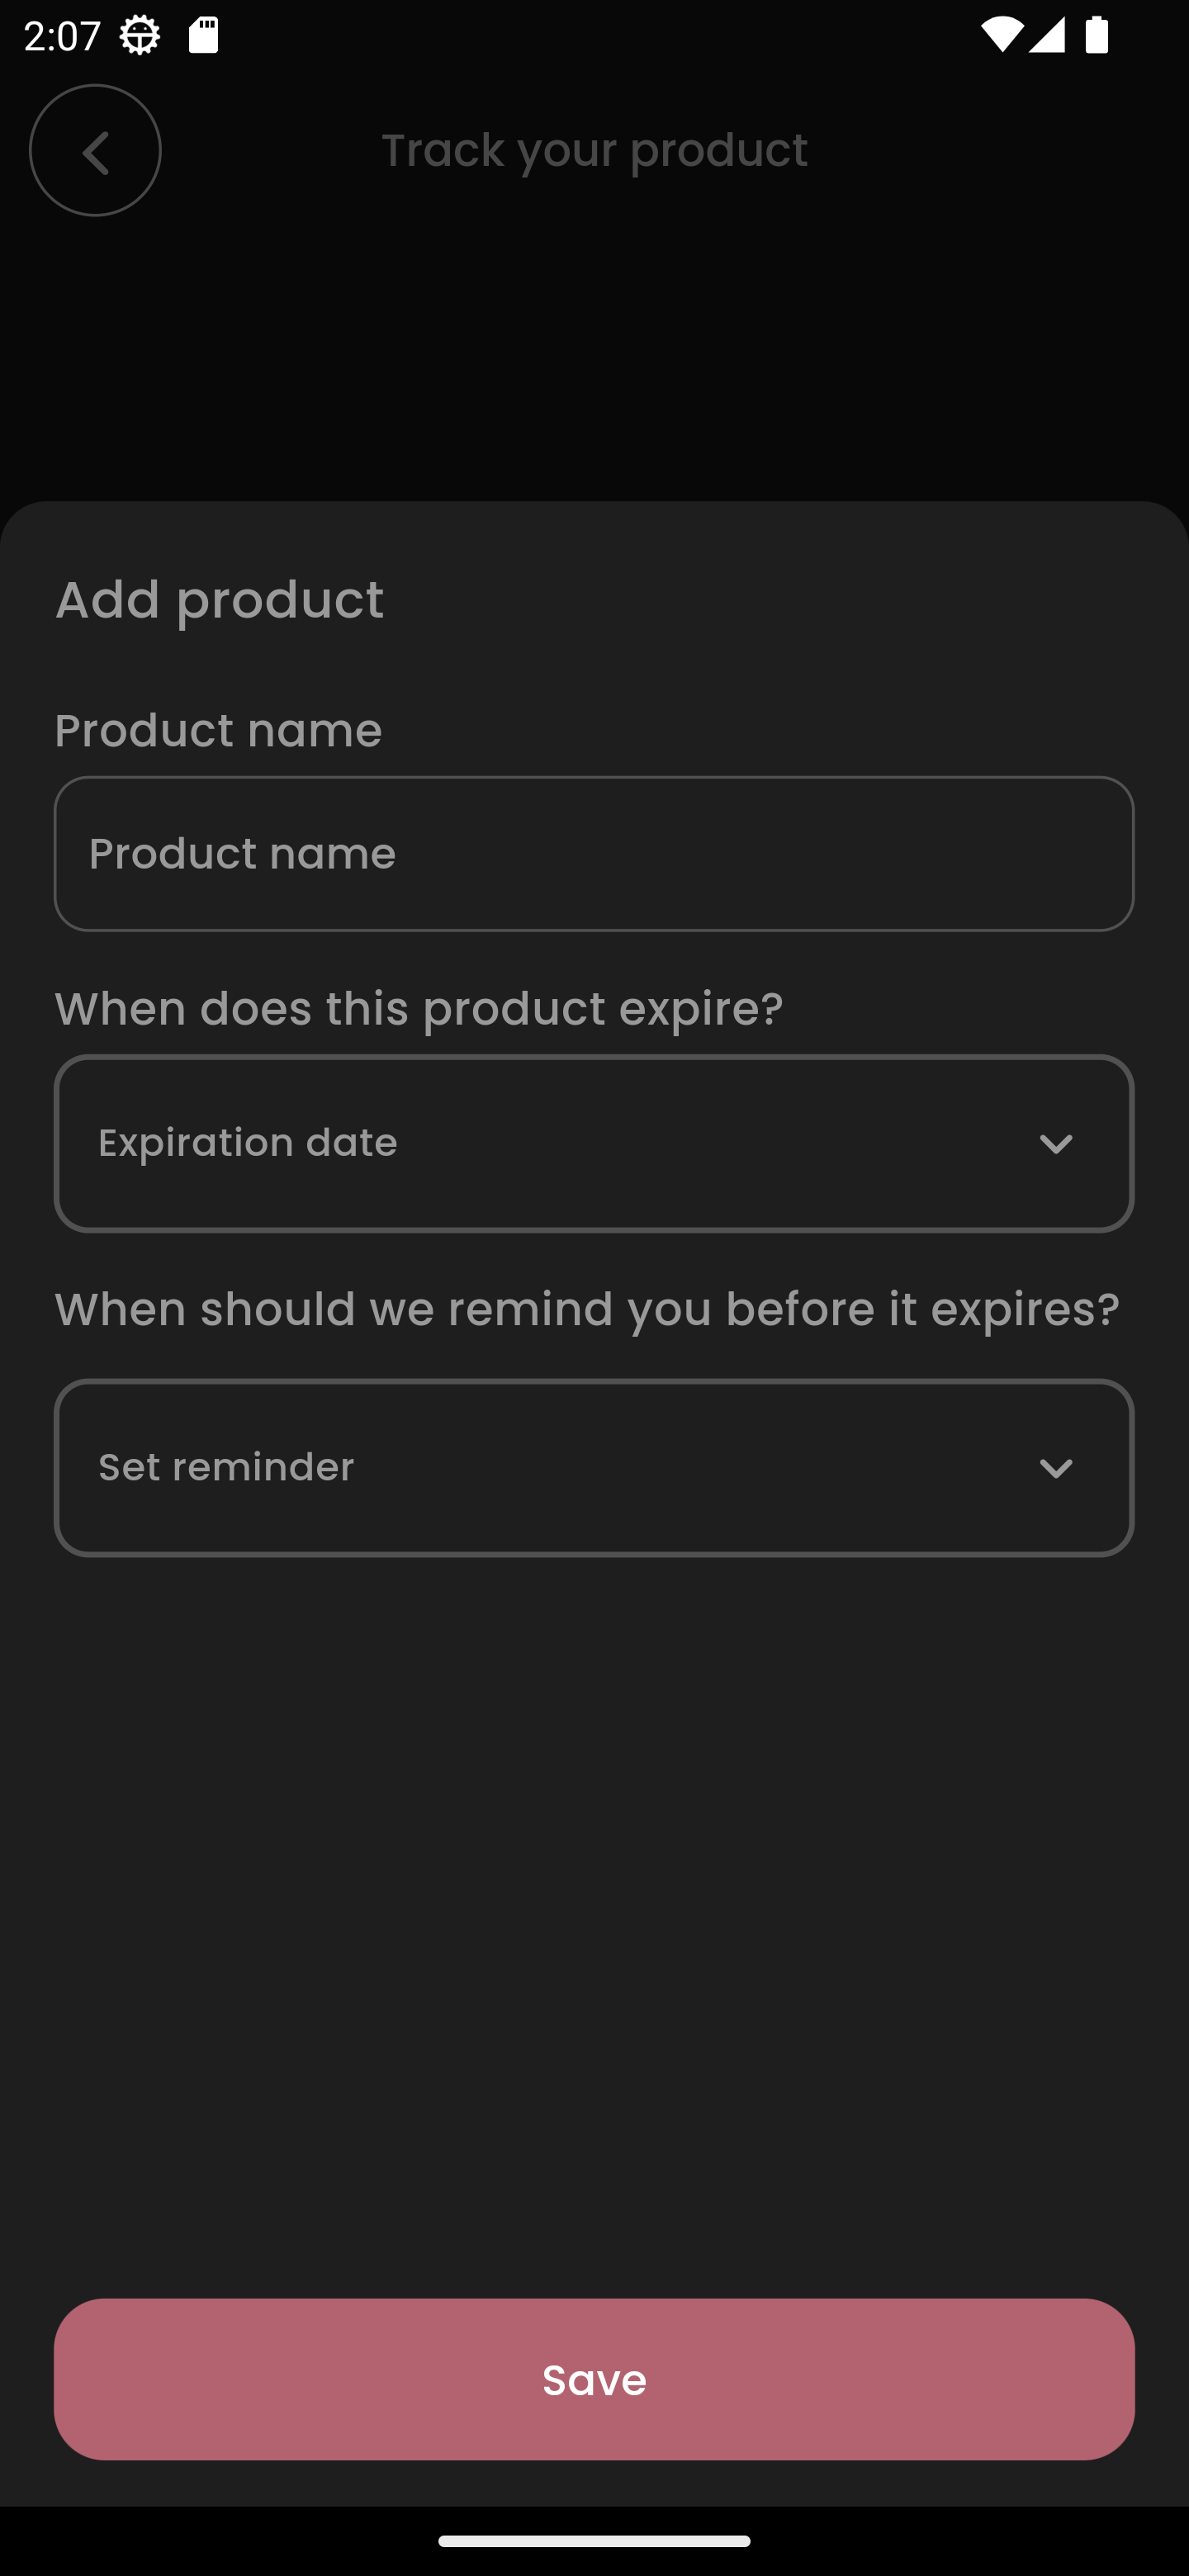 2:07
Track your product
Add product
Product name
Product name
When does this product expire?
Expiration date
When should we remind you before it expires?
Set reminder
Save